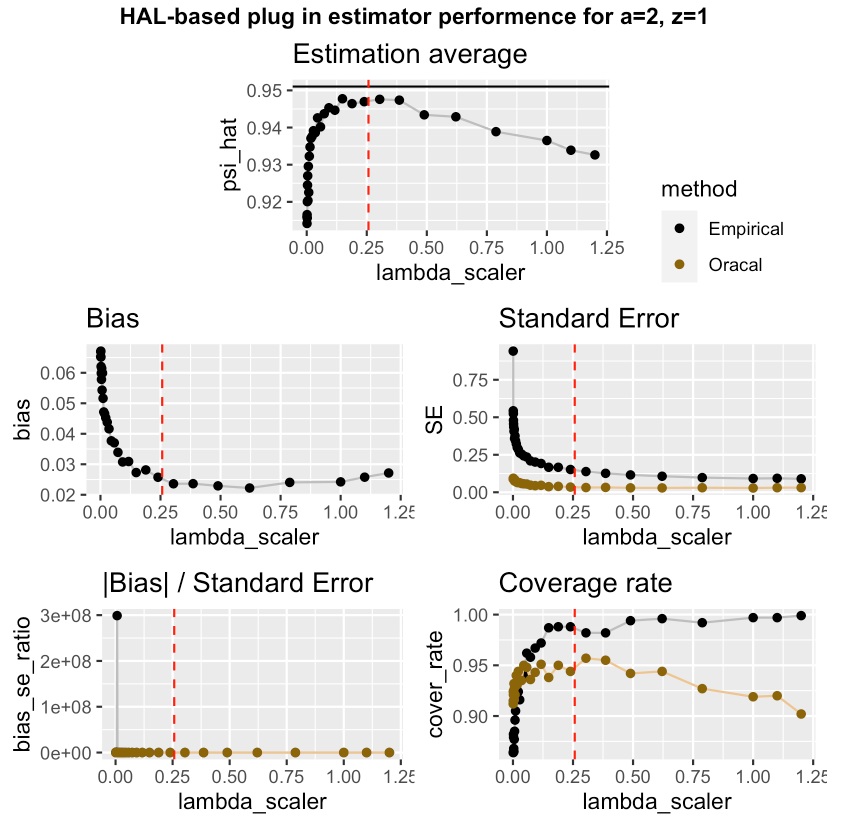 HAL-based plug in estimator performence for a=2, z=1
Estimation average
psi_hat
0.95
0.94
0.93
0.92
0.00 0.25 0.50 0.75 1.00 1.25
lambda_scaler
method
Empirical
Oracal
Bias
bias
0.06
0.05
0.04
0.03
0.02
0.00 0.25 0.50 0.75 1.00 1.25
lambda_scaler
Standard Error
SE
0.75
0.50
0.25
0.00
0.00 0.25 0.50 0.75 1.00 1.25
lambda_scaler
|Bias| / Standard Error
bias_se_ratio
3e+08
2e+08
1e+08
0e+00
0.00 0.25 0.50 0.75 1.00 1.25
lambda_scaler
Coverage rate
cover_rate
1.00
0.95
0.90
0.00 0.25 0.50 0.75 1.00 1.25
lambda_scaler